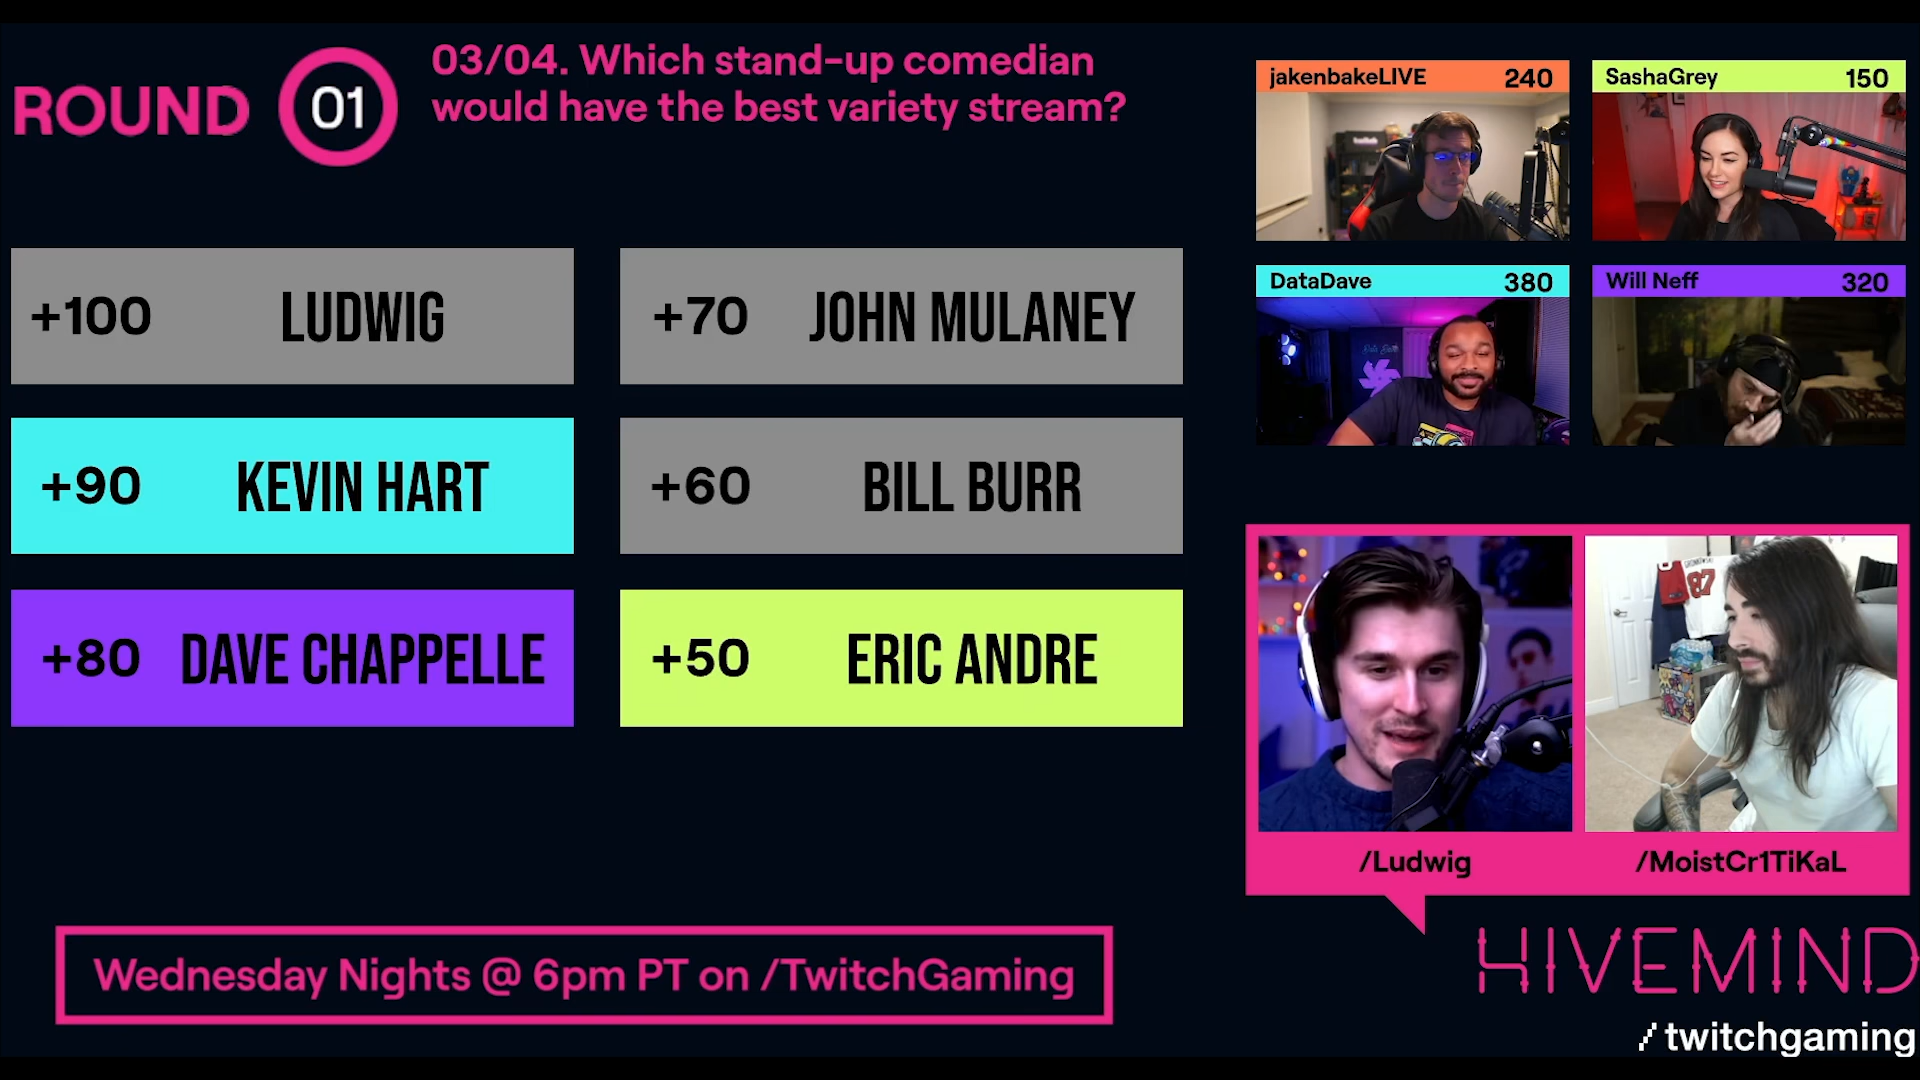 ROUND 01
03/04. Which stand-up comedian
would have the best variety stream?
+100 LUDWIG
+70 JOHN MULANEY
+90 KEVIN HART
+60 BILL BURR
+80 DAVE CHAPPELLE
+50 ERIC ANDRE
Wednesday Nights @ 6pm PT on /TwitchGaming
jakenbakeLIVE 240
SashaGrey 150
DataDave 380
Will Neff 320
87
/Ludwig
/MoistCr1TiKaL
HIVEMIND
/twitchgaming